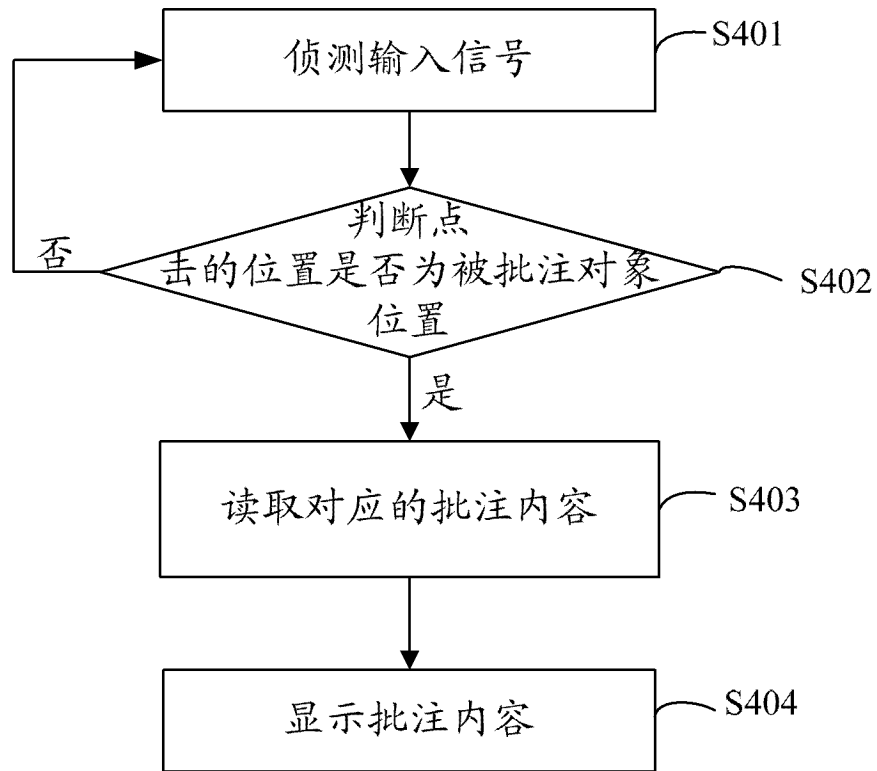 侦测输入信号
S401
判断点
击的位置是否为被批注对象
位置
S402
否
是
读取对应的批注内容
S403
显示批注内容
S404